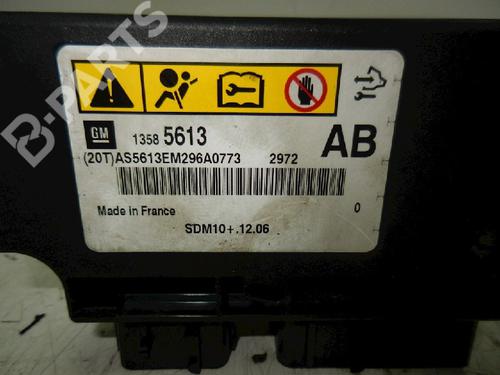 B-PARTS
GM 1358 5613 AB
(20T)AS5613EM296A0773 2972
Made in France 0
SDM10+.12.06